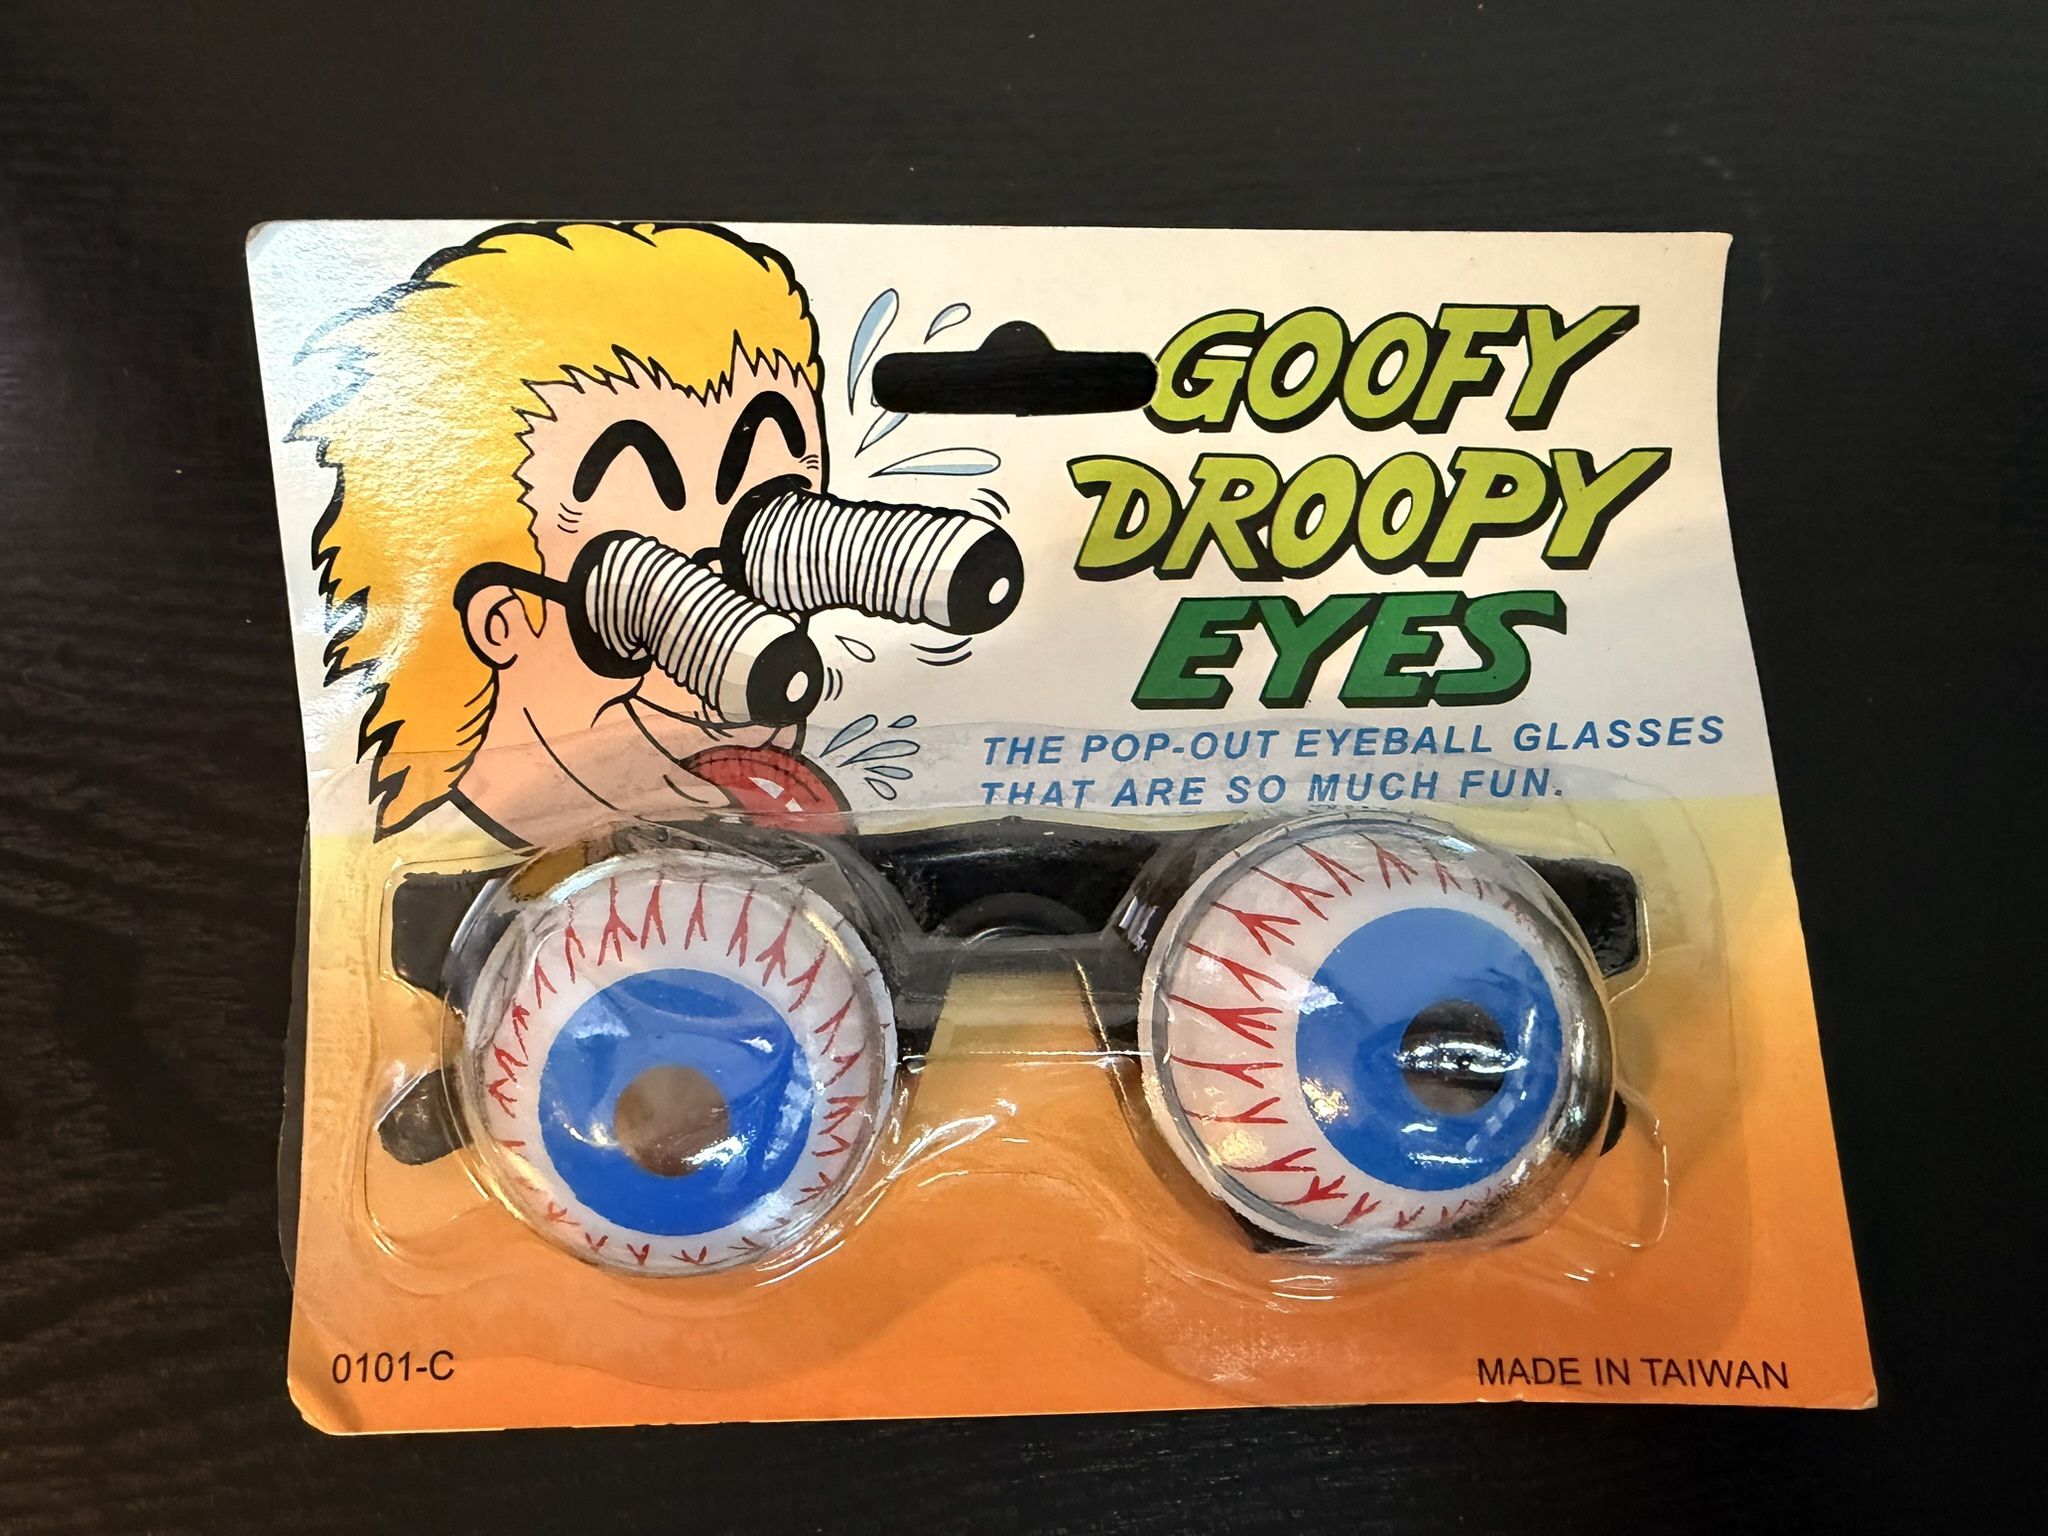 GOOFY
DROOPY
EYES
THE POP-OUT EYEBALL GLASSES
THAT ARE SO MUCH FUN.
0101-C
MADE IN TAIWAN